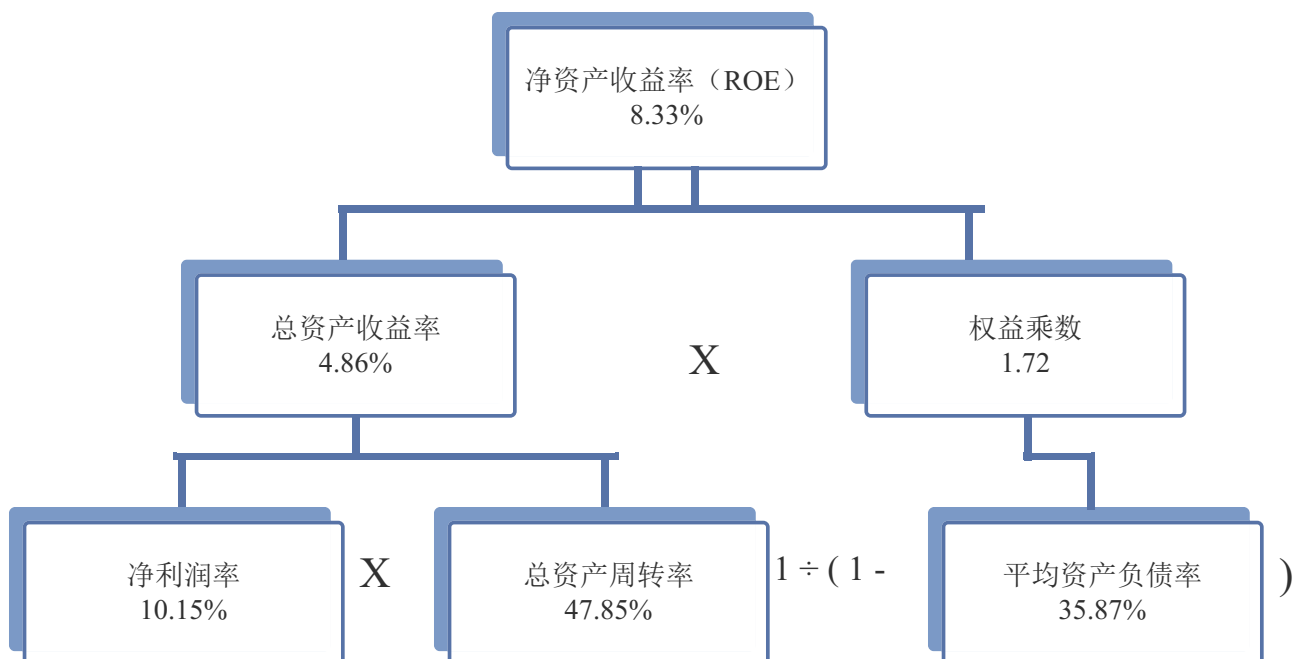 净资产收益率（ROE）
8.33%
总资产收益率
4.86%
X
权益乘数
1.72
净利润率
10.15%
X
总资产周转率
47.85%
1 ÷ ( 1 -
平均资产负债率
35.87%
)